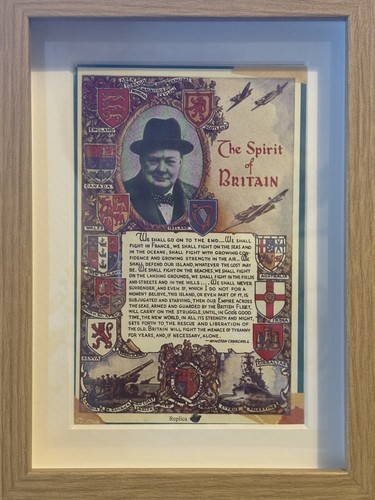 ENGLAND
SCOTLAND
The Spirit
of
BRITAIN
CANADA
WALES
IRELAND
WE SHALL GO ON TO THE END...WE SHALL
FIGHT IN FRANCE, WE SHALL FIGHT ON THE SEAS AND
IN THE OCEANS, SHALL FIGHT WITH GROWING CON-
FIDENCE AND GROWING STRENGTH IN THE AIR... WE
SHALL DEFEND OUR ISLAND, WHATEVER THE COST MAY
BE. WE SHALL FIGHT ON THE BEACHES, WE SHALL FIGHT
ON THE LANDING GROUNDS, WE SHALL FIGHT IN THE FIELDS
AND STREETS AND IN THE HILLS.... WE SHALL NEVER
SURRENDER, AND EVEN IF, WHICH I DO NOT FOR A
MOMENT BELIEVE, THIS ISLAND, OR EVEN PART OF IT, IS
SUBJUGATED AND STARVING, THEN OUR EMPIRE ACROSS
THE SEAS, ARMED AND GUARDED BY THE BRITISH FLEET,
WILL CARRY ON THE STRUGGLE, UNTIL, IN GOD'S GOOD
TIME, THE NEW WORLD, IN ALL ITS STRENGTH AND MIGHT,
SETS FORTH TO THE RESCUE AND LIBERATION OF
THE OLD. BRITAIN WILL FIGHT THE MENACE OF TYRANNY
FOR YEARS, AND, IF NECESSARY, ALONE.
WINSTON CHURCHILL
AUSTRALIA
GIBRALTAR
KENYA
Replica